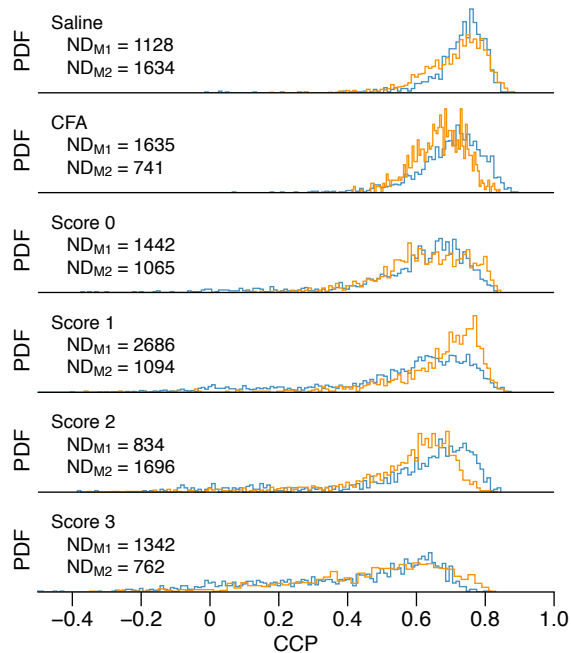 PDF
Saline
ND_M1 = 1128
ND_M2 = 1634
PDF
CFA
ND_M1 = 1635
ND_M2 = 741
PDF
Score 0
ND_M1 = 1442
ND_M2 = 1065
PDF
Score 1
ND_M1 = 2686
ND_M2 = 1094
PDF
Score 2
ND_M1 = 834
ND_M2 = 1696
PDF
Score 3
ND_M1 = 1342
ND_M2 = 762
−0.4 −0.2 0 0.2 0.4 0.6 0.8 1.0
CCP